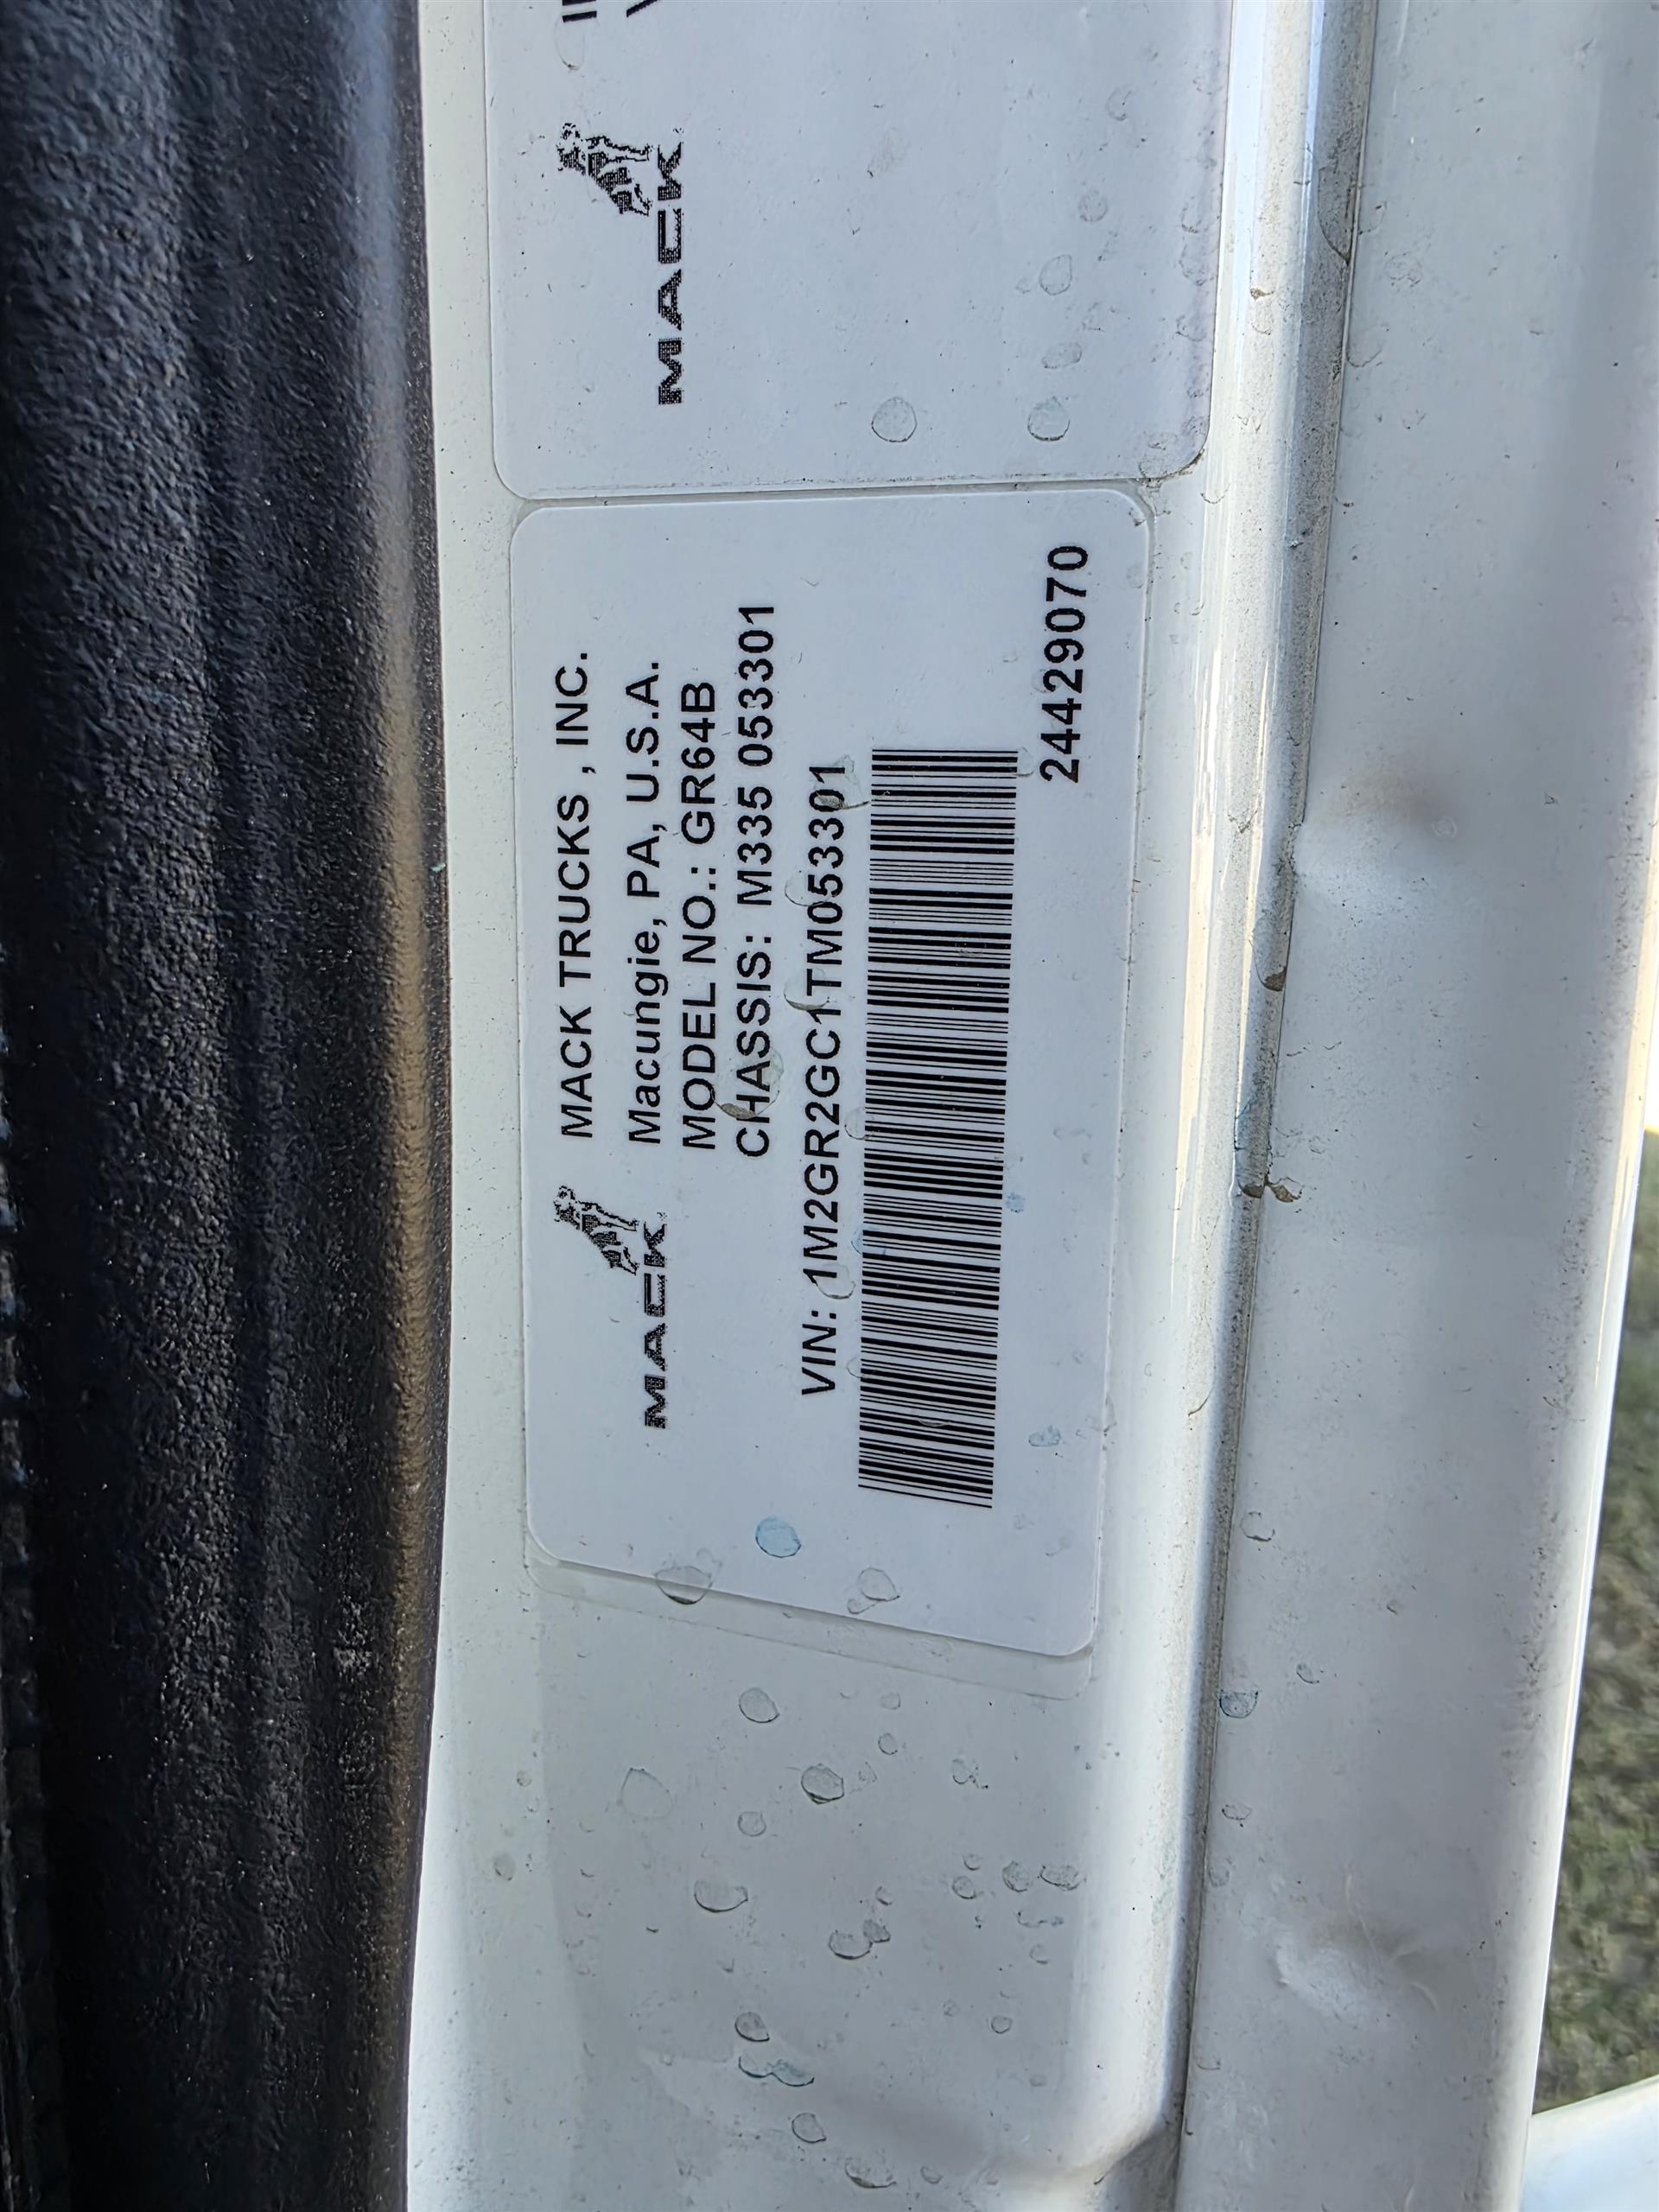 MACK
MACK TRUCKS , INC.
Macungie, PA, U.S.A.
MODEL NO.: GR64B
CHASSIS: M335 053301
MACK
VIN: 1M2GR2GC1TM053301
24429070